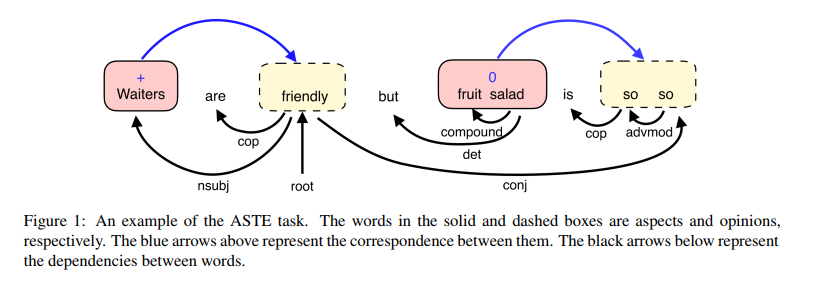 + 0
Waiters are friendly but fruit salad is so so
compound
cop cop advmod
det
nsubj root conj
Figure 1: An example of the ASTE task. The words in the solid and dashed boxes are aspects and opinions,
respectively. The blue arrows above represent the correspondence between them. The black arrows below represent
the dependencies between words.